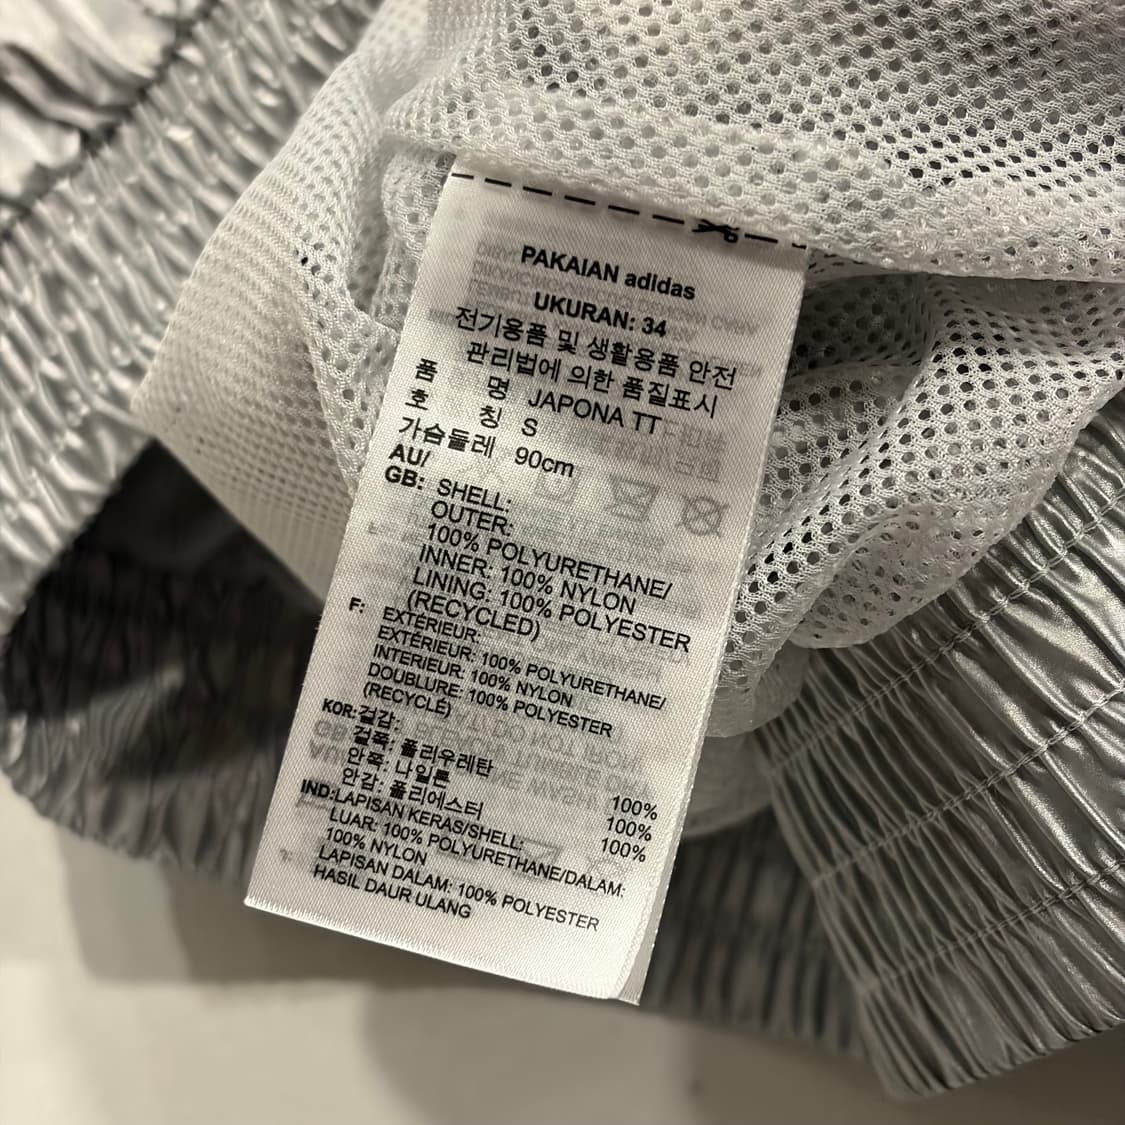 PAKAIAN adidas
UKURAN: 34
전기용품 및 생활용품 안전
관리법에 의한 품질표시
품 명 JAPONA TT
호 칭 S
가슴둘레 90cm
AU/
GB: SHELL:
OUTER:
100% POLYURETHANE/
INNER: 100% NYLON
LINING: 100% POLYESTER
(RECYCLED)
F: EXTÉRIEUR:
EXTÉRIEUR: 100% POLYURETHANE/
INTERIEUR: 100% NYLON
DOUBLURE: 100% POLYESTER
(RECYCLÉ)
KOR: 겉감:
겉쪽: 폴리우레탄 100%
안쪽: 나일론 100%
안감: 폴리에스터 100%
IND: LAPISAN KERAS/SHELL:
LUAR: 100% POLYURETHANE/DALAM:
100% NYLON
LAPISAN DALAM: 100% POLYESTER
HASIL DAUR ULANG